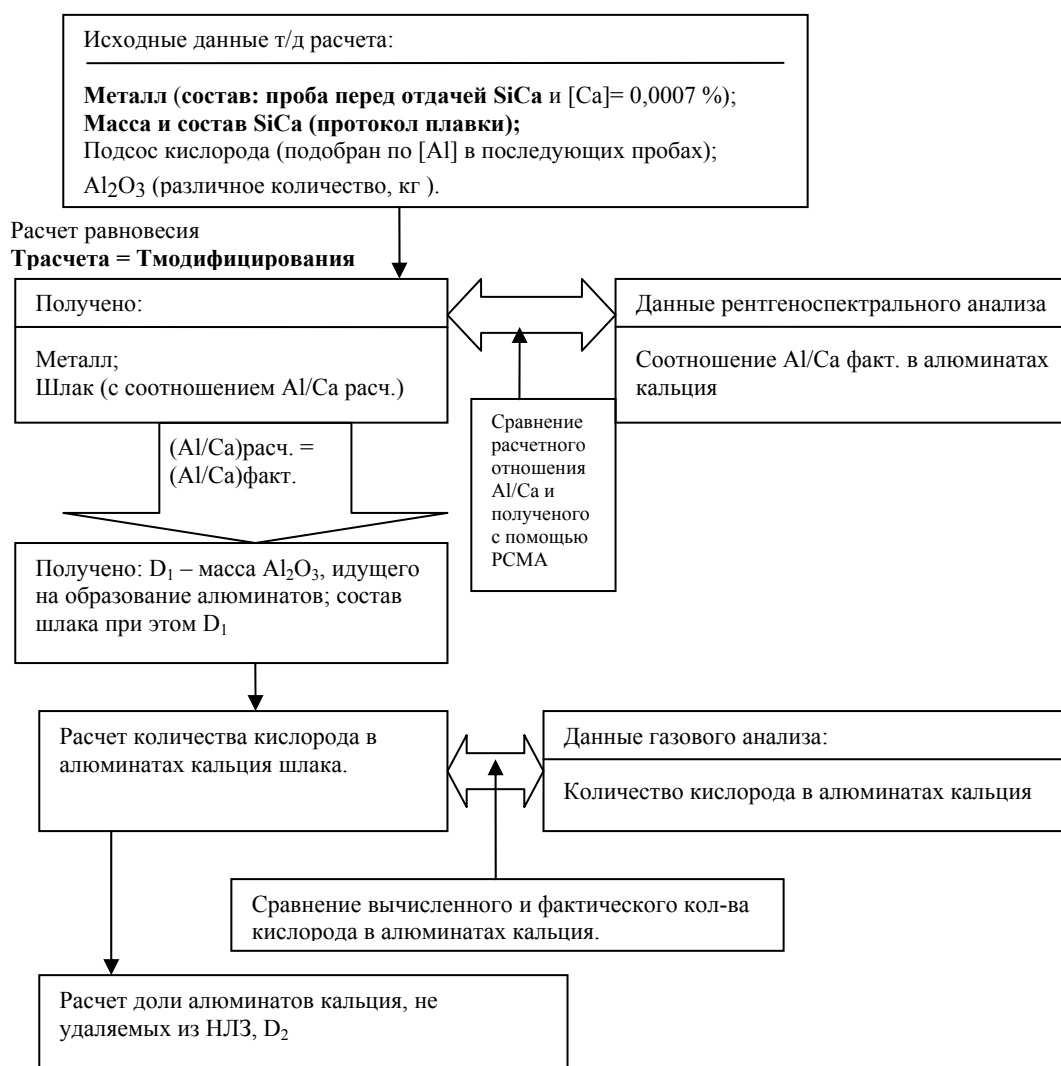 Исходные данные т/д расчета:
Металл (состав: проба перед отдачей SiCa и [Ca]= 0,0007 %);
Масса и состав SiCa (протокол плавки);
Подсос кислорода (подобран по [Al] в последующих пробах);
Al2O3 (различное количество, кг ).
Расчет равновесия
Трасчета = Тмодифицирования
Получено:
Металл;
Шлак (с соотношением Al/Ca расч.)
Данные рентгеноспектрального анализа
Соотношение Al/Ca факт. в алюминатах
кальция
Сравнение
расчетного
отношения
Al/Ca и
полученого
с помощью
РСМА
(Al/Ca)расч. =
(Al/Ca)факт.
Получено: D1 – масса Al2O3, идущего
на образование алюминатов; состав
шлака при этом D1
Расчет количества кислорода в
алюминатах кальция шлака.
Данные газового анализа:
Количество кислорода в алюминатах кальция
Сравнение вычисленного и фактического кол-ва
кислорода в алюминатах кальция.
Расчет доли алюминатов кальция, не
удаляемых из НЛЗ, D2